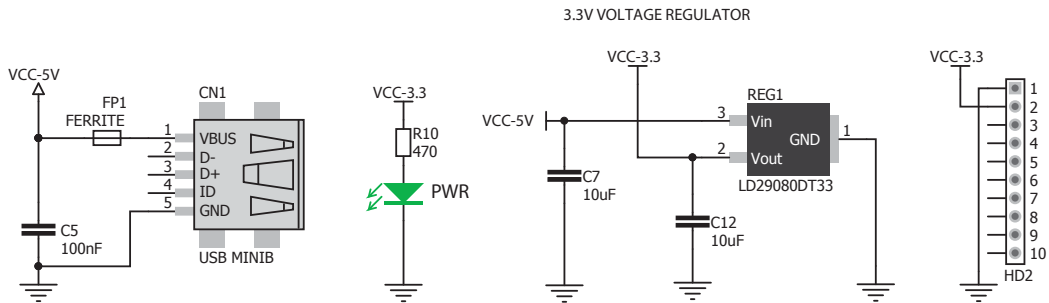 3.3V VOLTAGE REGULATOR
VCC-5V
FP1
FERRITE
C5
100nF
CN1
1 VBUS
2 D-
3 D+
4 ID
5 GND
USB MINIB
VCC-3.3
R10
470
PWR
VCC-5V
C7
10uF
VCC-3.3
C12
10uF
REG1
3 Vin
GND 1
2 Vout
LD29080DT33
VCC-3.3
1
2
3
4
5
6
7
8
9
10
HD2